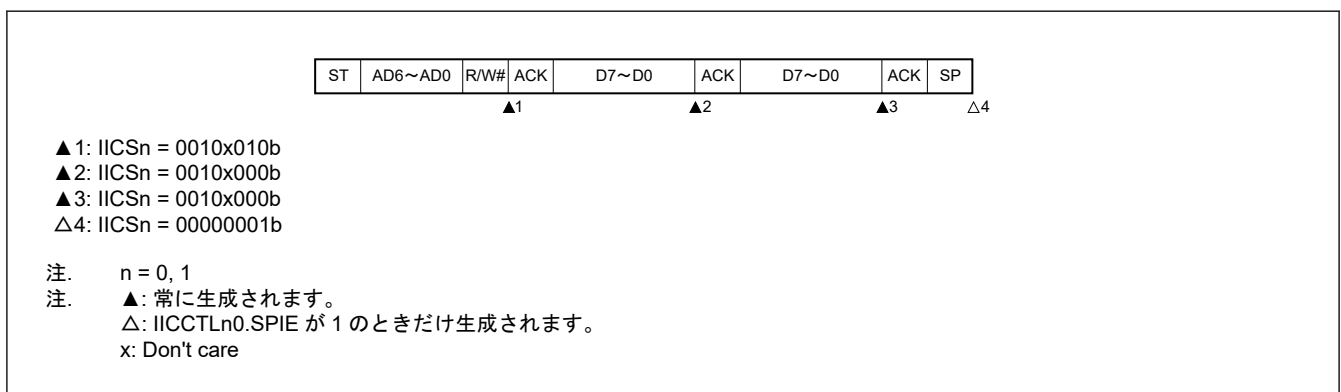 ST AD6～AD0 R/W# ACK D7～D0 ACK D7～D0 ACK SP
▲1 ▲2 ▲3 △4
▲1: IICSn = 0010x010b
▲2: IICSn = 0010x000b
▲3: IICSn = 0010x000b
△4: IICSn = 00000001b
注. n = 0, 1
注. ▲: 常に生成されます。
△: IICCTLn0.SPIE が 1 のときだけ生成されます。
x: Don't care